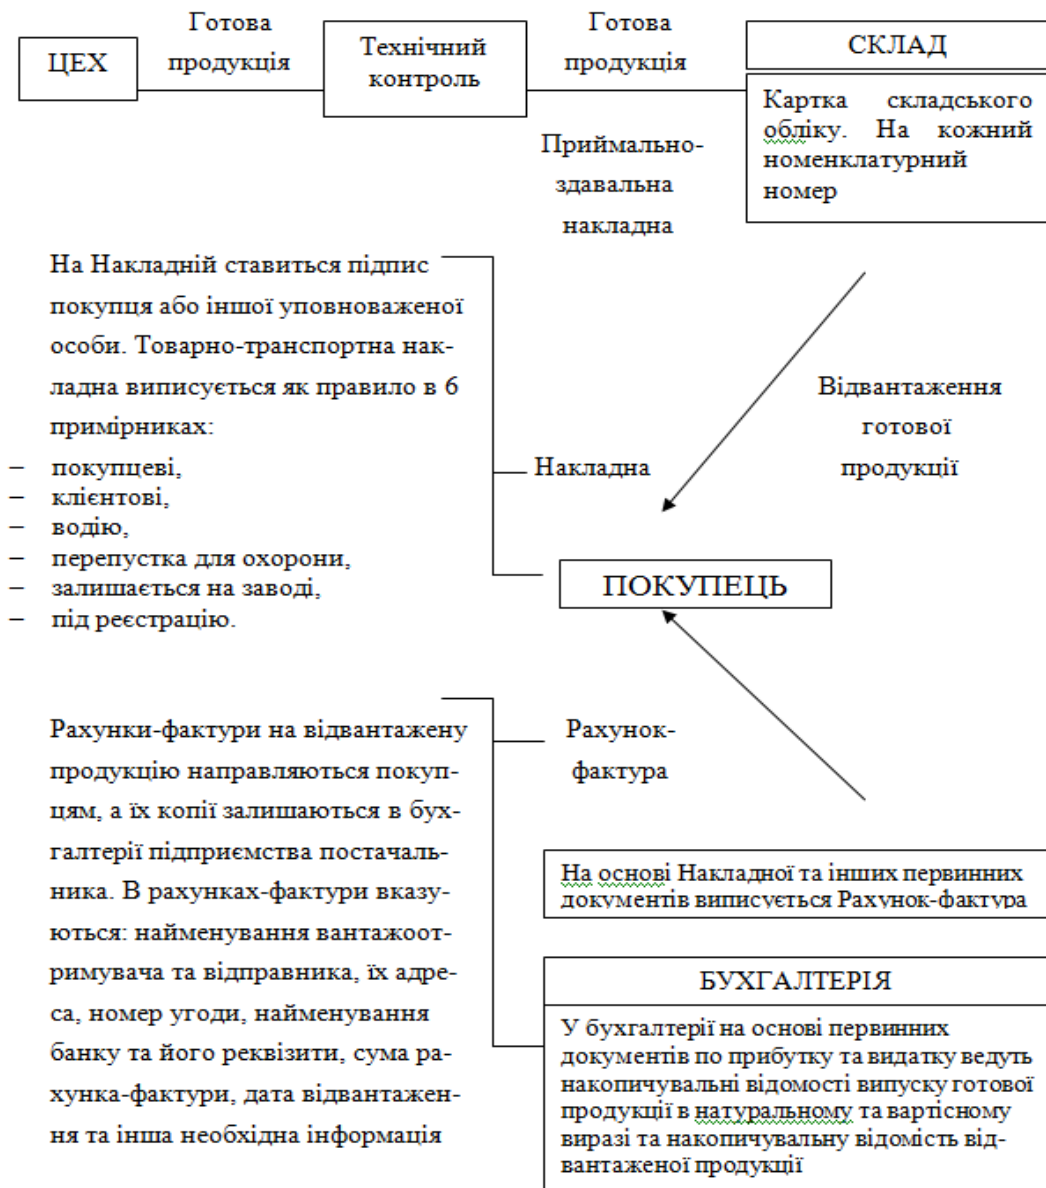 ЦЕХ
Готова
продукція
Технічний
контроль
Готова
продукція
СКЛАД
Картка складського
обліку. На кожний
номенклатурний
номер
Приймально-
здавальна
накладна
На Накладній ставиться підпис
покупця або іншої уповноваженої
особи. Товарно-транспортна нак-
ладна виписується як правило в 6
примірниках:
– покупцеві,
– клієнтові,
– водію,
– перепустка для охорони,
– залишається на заводі,
– під реєстрацію.
Накладна
Відвантаження
готової
продукції
ПОКУПЕЦЬ
Рахунки-фактури на відвантажену
продукцію направляються покуп-
цям, а їх копії залишаються в бух-
галтерії підприємства постачаль-
ника. В рахунках-фактури вказу-
ються: найменування вантажоот-
римувача та відправника, їх адре-
са, номер угоди, найменування
банку та його реквізити, сума ра-
хунка-фактури, дата відвантажен-
ня та інша необхідна інформація
Рахунок-
фактура
На основі Накладної та інших первинних
документів виписується Рахунок-фактура
БУХГАЛТЕРІЯ
У бухгалтерії на основі первинних
документів по прибутку та видатку ведуть
накопичувальні відомості випуску готової
продукції в натуральному та вартісному
виразі та накопичувальну відомість від-
вантаженої продукції